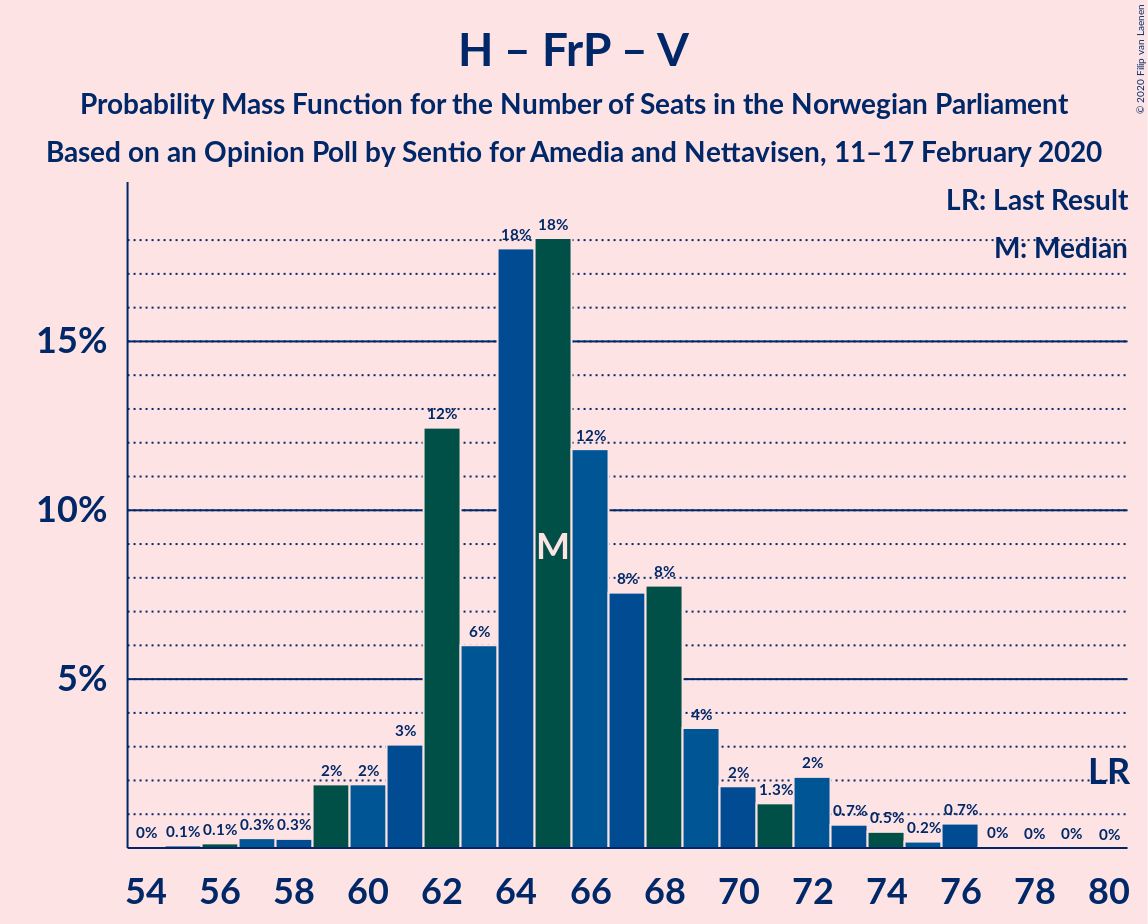 H – FrP – V
Probability Mass Function for the Number of Seats in the Norwegian Parliament
Based on an Opinion Poll by Sentio for Amedia and Nettavisen, 11–17 February 2020
© 2020 Filip van Laenen
LR: Last Result
M: Median
15%
10%
5%
0% 0.1% 0.1% 0.3% 0.3% 2% 2% 3% 12% 6% 18% 18% 12% 8% 8% 4% 2% 1.3% 2% 0.7% 0.5% 0.2% 0.7% 0% 0% 0% 0%
M
LR
54 56 58 60 62 64 66 68 70 72 74 76 78 80